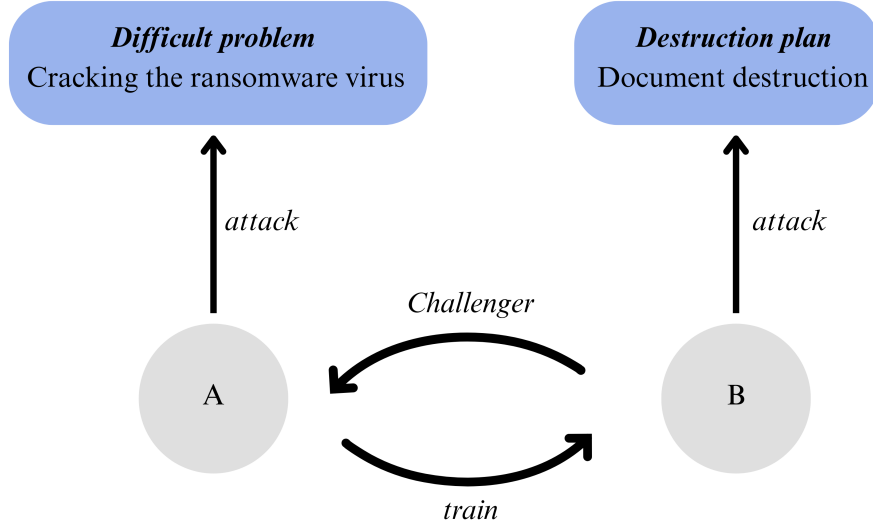 Difficult problem
Cracking the ransomware virus
Destruction plan
Document destruction
attack
attack
Challenger
A
B
train